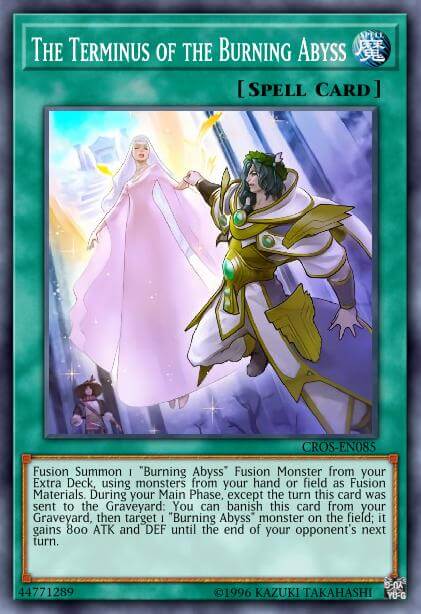 The Terminus of the Burning Abyss
[Spell Card]
CROS-EN085
Fusion Summon 1 "Burning Abyss" Fusion Monster from your
Extra Deck, using monsters from your hand or field as Fusion
Materials. During your Main Phase, except the turn this card was
sent to the Graveyard: You can banish this card from your
Graveyard, then target 1 "Burning Abyss" monster on the field; it
gains 800 ATK and DEF until the end of your opponent's next
turn.
44771289
©1996 KAZUKI TAKAHASHI